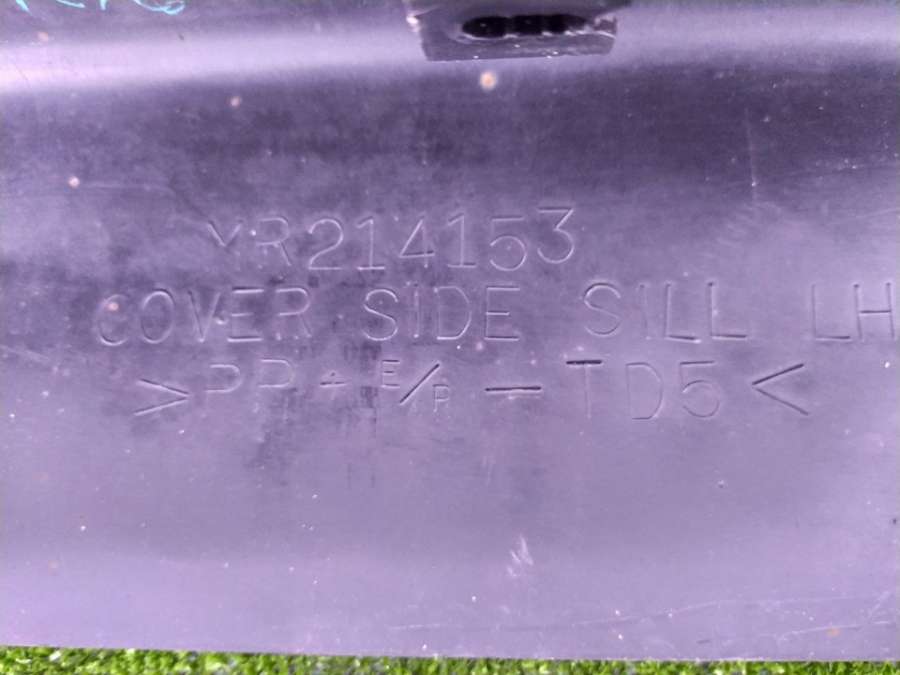 MR214153
COVER SIDE SILL LH
>PP+E/P-TD5<